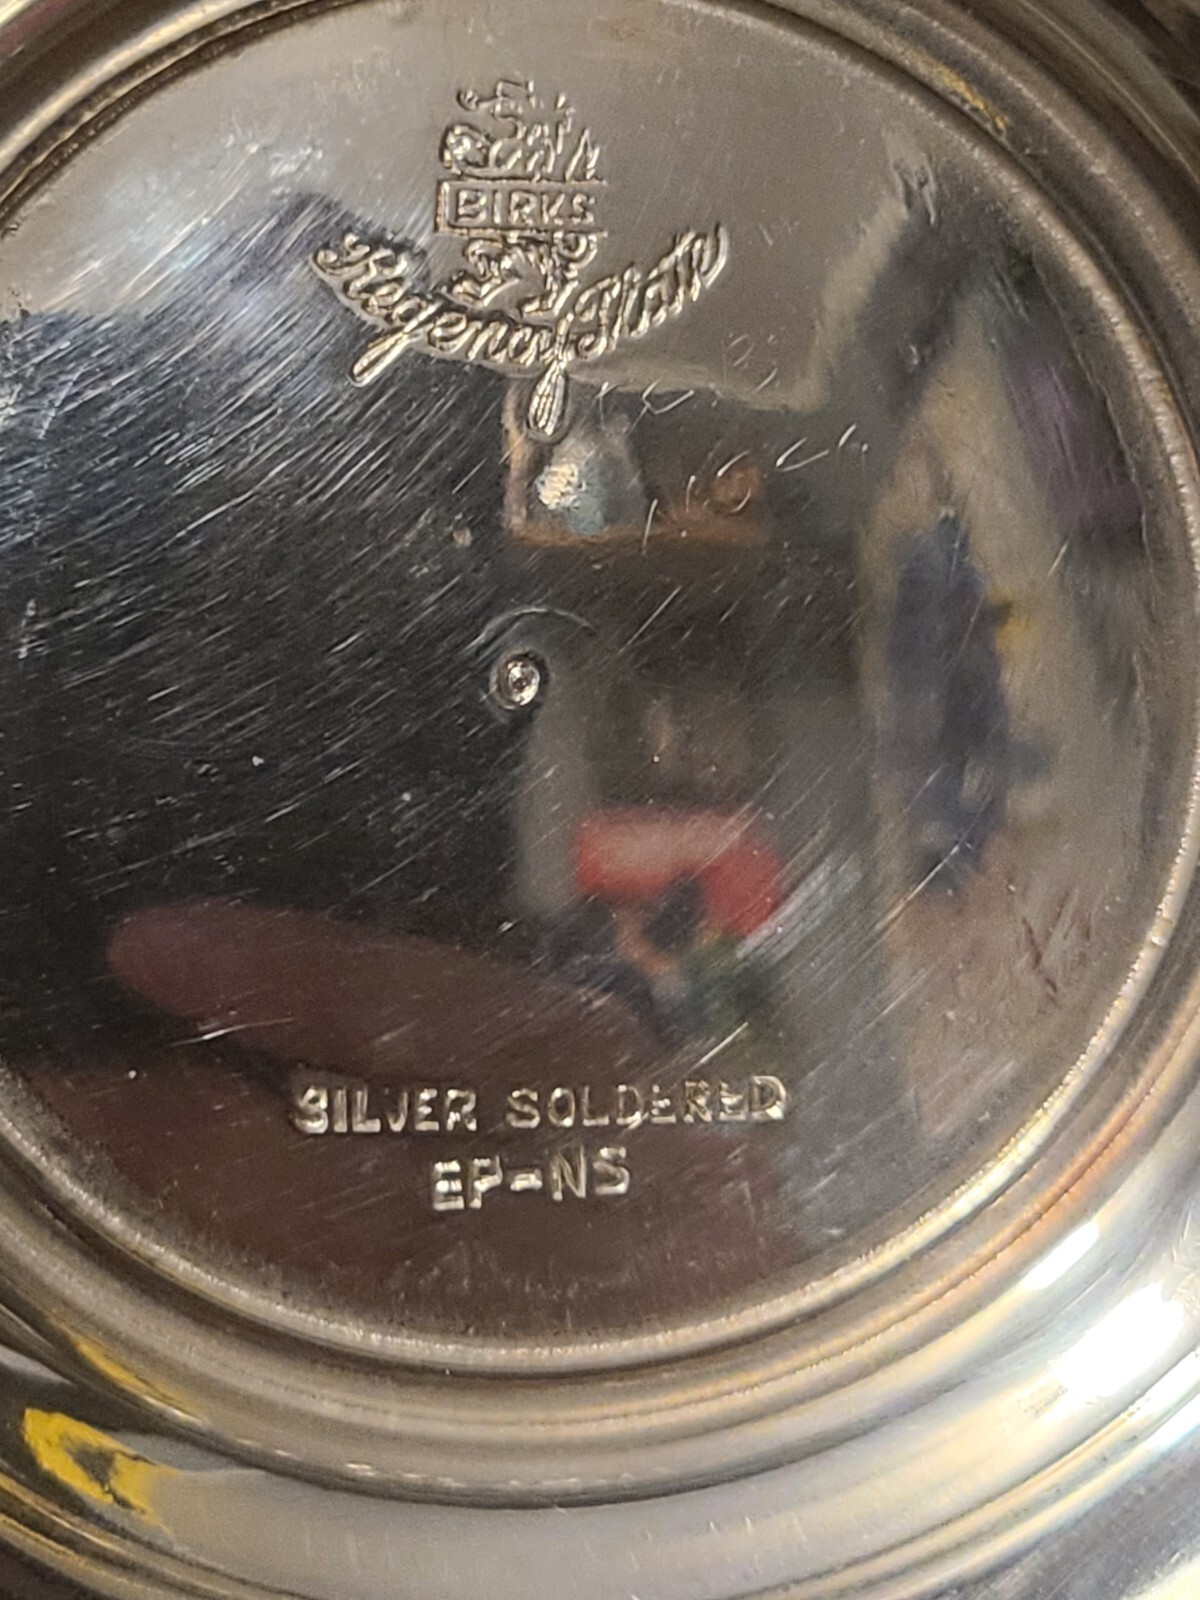 BIRKS
Regency Plate
SILVER SOLDERED
EP-NS